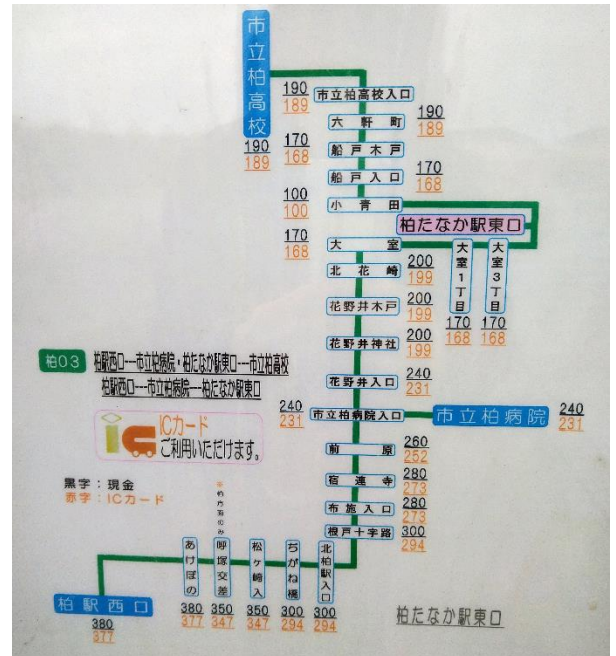 市立柏高校
190
189
190
189
市立柏高校入口
六軒町
190
189
170
168
船戸木戸
船戸入口
170
168
100
100
小青田
柏たなか駅東口
170
168
大室
大室1丁目
170
168
大室3丁目
170
168
北花崎
200
199
花野井木戸
200
199
花野井神社
200
199
花野井入口
240
231
240
231
市立柏病院入口
市立柏病院
240
231
前原
260
252
宿連寺
280
273
布施入口
280
273
根戸十字路
300
294
柏03
柏駅西口---市立柏病院・柏たなか駅東口---市立柏高校
柏駅西口---市立柏病院---柏たなか駅東口
ic
ICカード
ご利用いただけます。
黒字：現金
赤字：ICカード
あけぼの
380
377
呼塚交差
350
347
松ヶ崎入
350
347
ちがね橋
300
294
北柏駅入口
300
294
柏駅西口
380
377
柏たなか駅東口